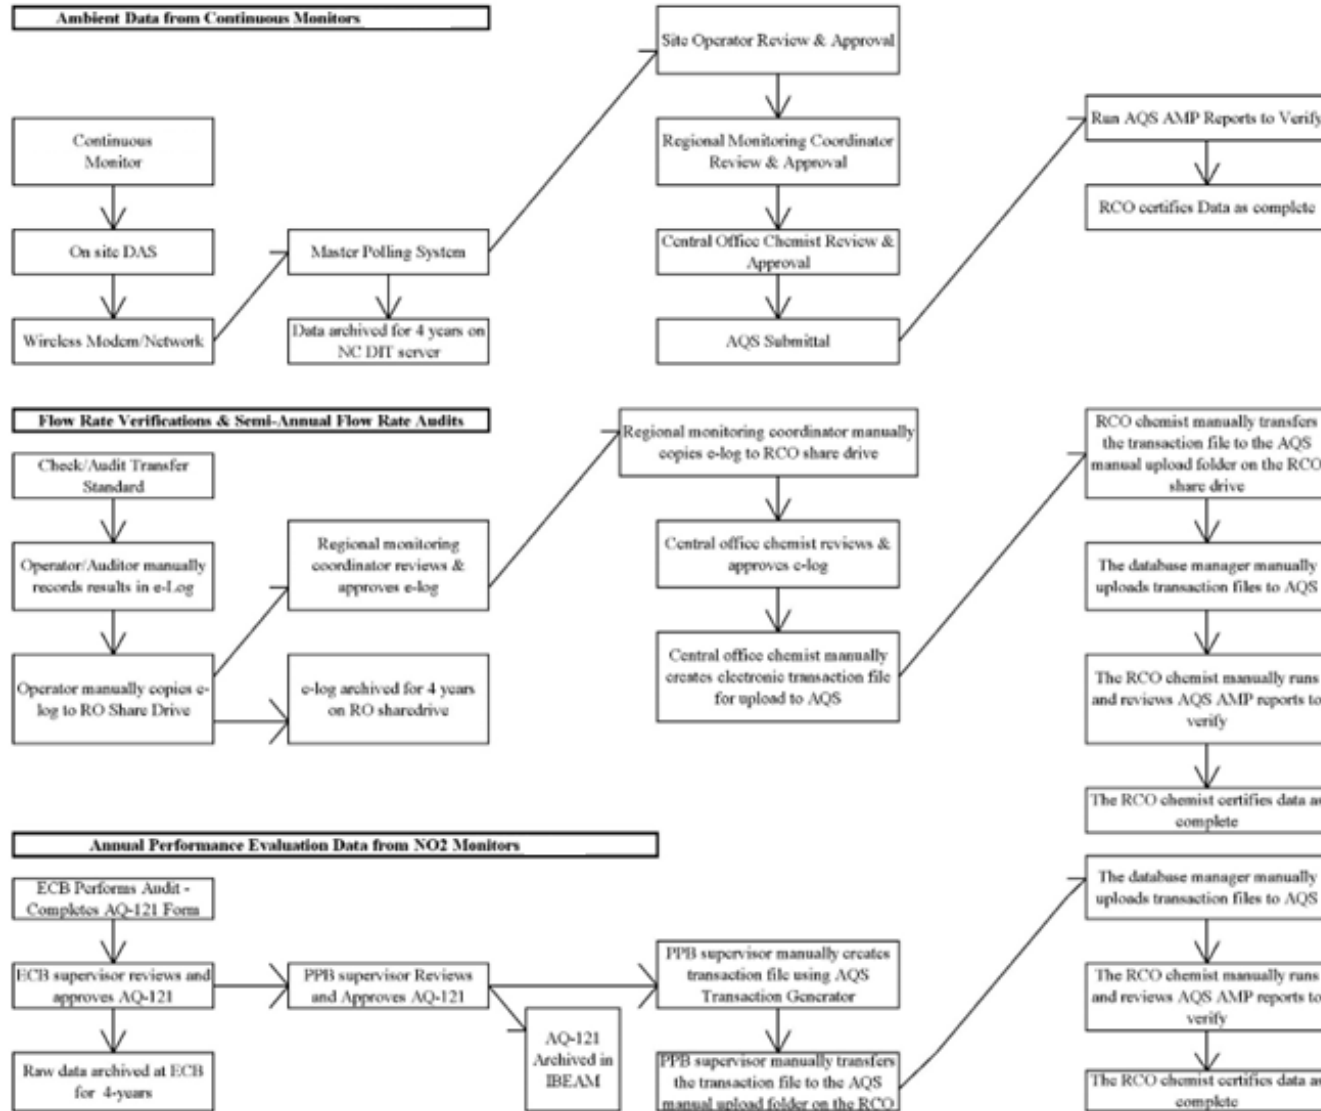 Ambient Data from Continuous Monitors
Continuous
Monitor
On site DAS
Wireless Modem/Network
Master Polling System
Data archived for 4 years on
NC DIT server
Site Operator Review & Approval
Regional Monitoring Coordinator
Review & Approval
Central Office Chemist Review &
Approval
AQS Submittal
Run AQS AMP Reports to Verify
RCO certifies Data as complete
Flow Rate Verifications & Semi-Annual Flow Rate Audits
Check/Audit Transfer
Standard
Operator/Auditor manually
records results in e-Log
Operator manually copies e-
log to RO Share Drive
Regional monitoring
coordinator reviews &
approves e-log
e-log archived for 4 years
on RO sharedrive
Regional monitoring coordinator manually
copies e-log to RCO share drive
Central office chemist reviews &
approves e-log
Central office chemist manually
creates electronic transaction file
for upload to AQS
RCO chemist manually transfers
the transaction file to the AQS
manual upload folder on the RCO
share drive
The database manager manually
uploads transaction files to AQS
The RCO chemist manually runs
and reviews AQS AMP reports to
verify
The RCO chemist certifies data as
complete
Annual Performance Evaluation Data from NO2 Monitors
ECB Performs Audit -
Completes AQ-121 Form
ECB supervisor reviews and
approves AQ-121
Raw data archived at ECB
for 4-years
PPB supervisor Reviews
and Approves AQ-121
AQ-121
Archived in
IBEAM
PPB supervisor manually creates
transaction file using AQS
Transaction Generator
PPB supervisor manually transfers
the transaction file to the AQS
manual upload folder on the RCO
The database manager manually
uploads transaction files to AQS
The RCO chemist manually runs
and reviews AQS AMP reports to
verify
The RCO chemist certifies data as
complete